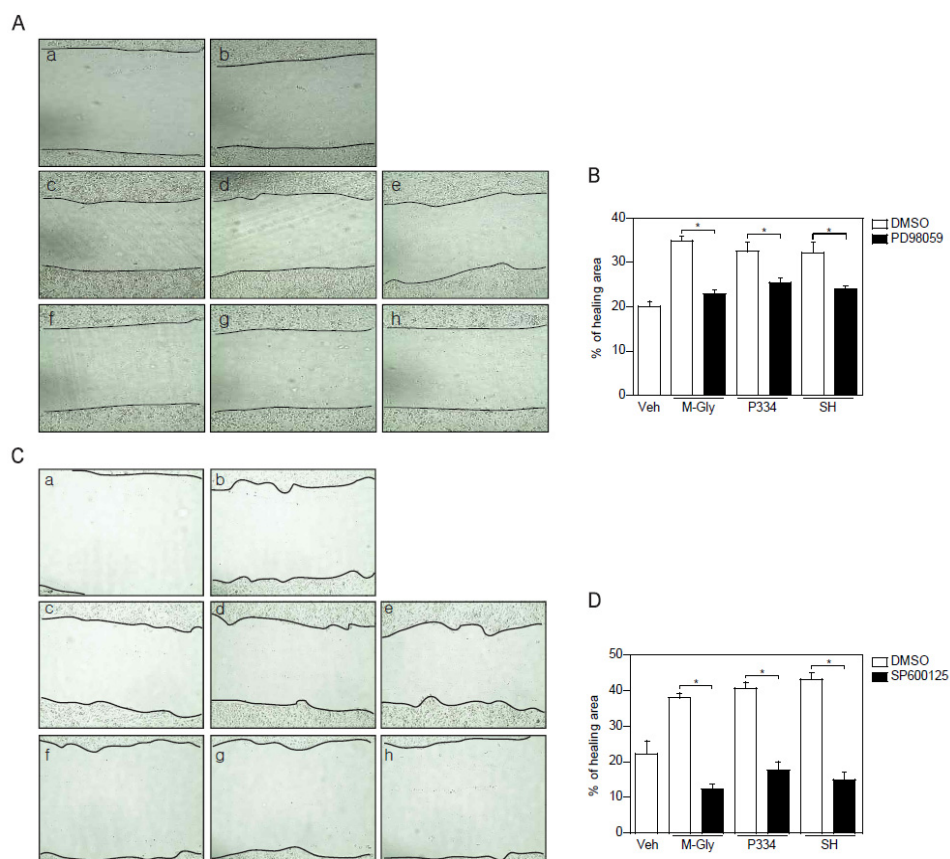 A
a
b
c
d
e
f
g
h
B
% of healing area
40
30
20
10
0
Veh
M-Gly
P334
SH
DMSO
PD98059
*
*
*
C
a
b
c
d
e
f
g
h
D
% of healing area
50
40
30
20
10
0
Veh
M-Gly
P334
SH
DMSO
SP600125
*
*
*